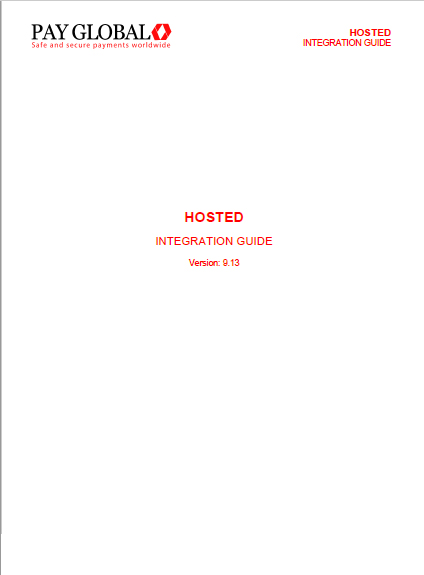 PAY GLOBAL
Safe and secure payments worldwide
HOSTED
INTEGRATION GUIDE
HOSTED
INTEGRATION GUIDE
Version: 9.13